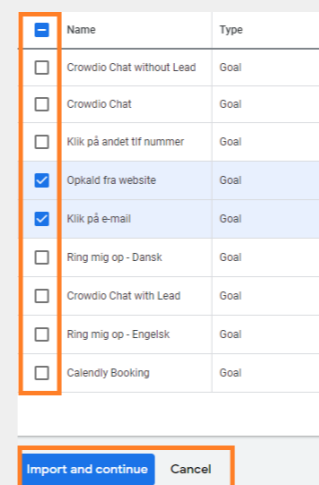 Name Type
Crowdio Chat without Lead Goal
Crowdio Chat Goal
Klik på andet tlf nummer Goal
Opkald fra website Goal
Klik på e-mail Goal
Ring mig op - Dansk Goal
Crowdio Chat with Lead Goal
Ring mig op - Engelsk Goal
Calendly Booking Goal
Import and continue Cancel